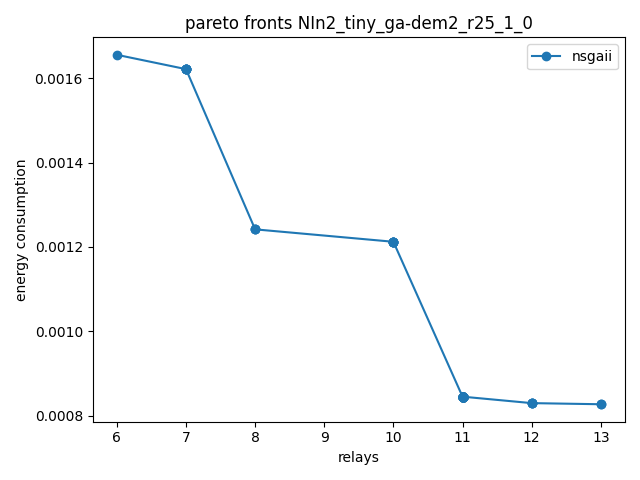 pareto fronts NIn2_tiny_ga-dem2_r25_1_0
nsgaii
energy consumption
0.0016
0.0014
0.0012
0.0010
0.0008
6 7 8 9 10 11 12 13
relays